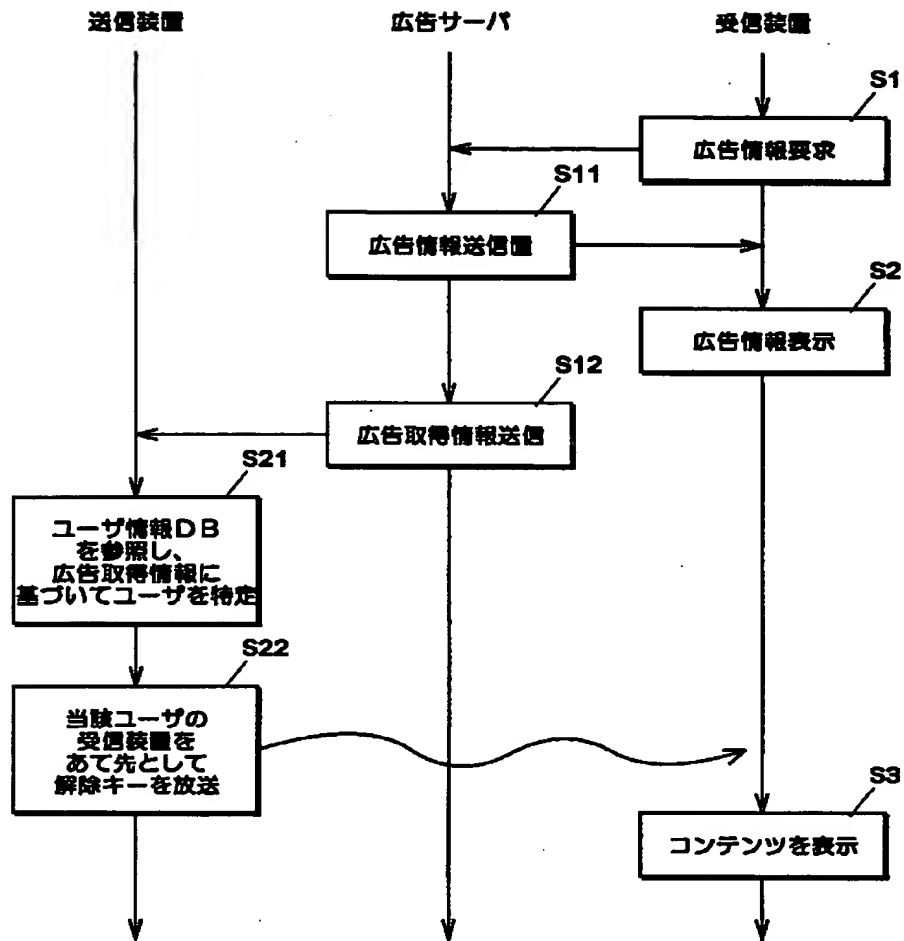 送信装置
広告サーバ
受信装置
S1
広告情報要求
S11
広告情報送信置
S2
広告情報表示
S12
広告取得情報送信
S21
ユーザ情報DB
を参照し、
広告取得情報に
基づいてユーザを特定
S22
当該ユーザの
受信装置を
あて先として
解除キーを放送
S3
コンテンツを表示